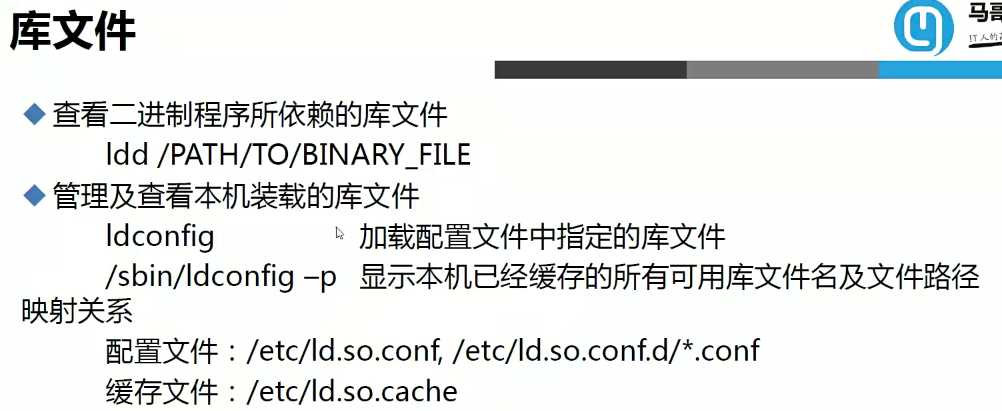 库文件
马哥
IT人的
查看二进制程序所依赖的库文件
ldd /PATH/TO/BINARY_FILE
管理及查看本机装载的库文件
ldconfig 加载配置文件中指定的库文件
/sbin/ldconfig –p 显示本机已经缓存的所有可用库文件名及文件路径
映射关系
配置文件：/etc/ld.so.conf, /etc/ld.so.conf.d/*.conf
缓存文件：/etc/ld.so.cache